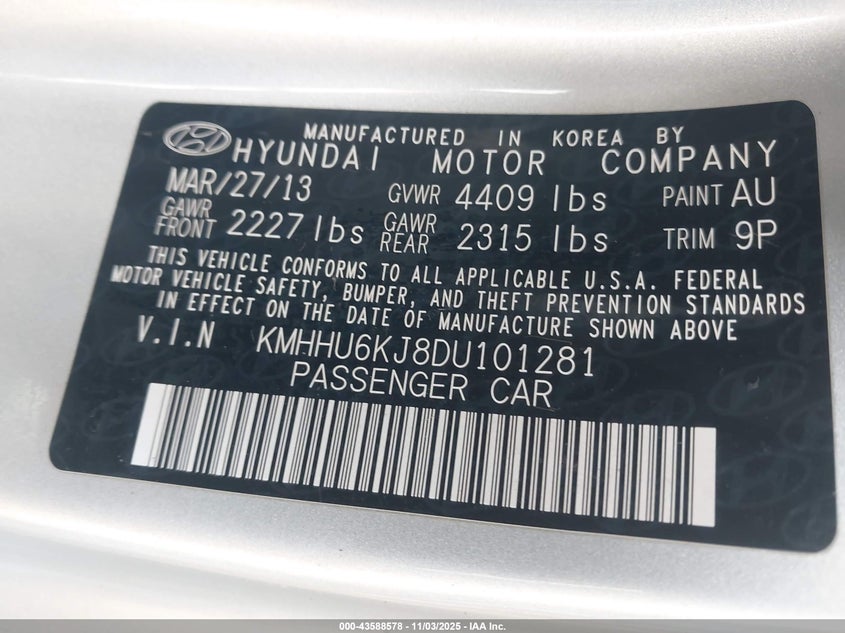 MANUFACTURED IN KOREA BY
HYUNDAI MOTOR COMPANY
MAR/27/13 GVWR 4409 lbs PAINT AU
GAWR FRONT 2227 lbs GAWR REAR 2315 lbs TRIM 9P
THIS VEHICLE CONFORMS TO ALL APPLICABLE U.S.A. FEDERAL
MOTOR VEHICLE SAFETY, BUMPER, AND THEFT PREVENTION STANDARDS
IN EFFECT ON THE DATE OF MANUFACTURE SHOWN ABOVE
V.I.N KMHHU6KJ8DU101281
PASSENGER CAR
000-43588578 - 11/03/2025 - IAA Inc.